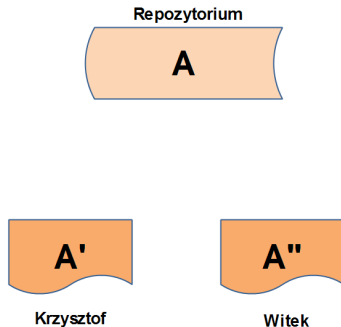 Repozytorium
A
A'
A"
Krzysztof
Witek